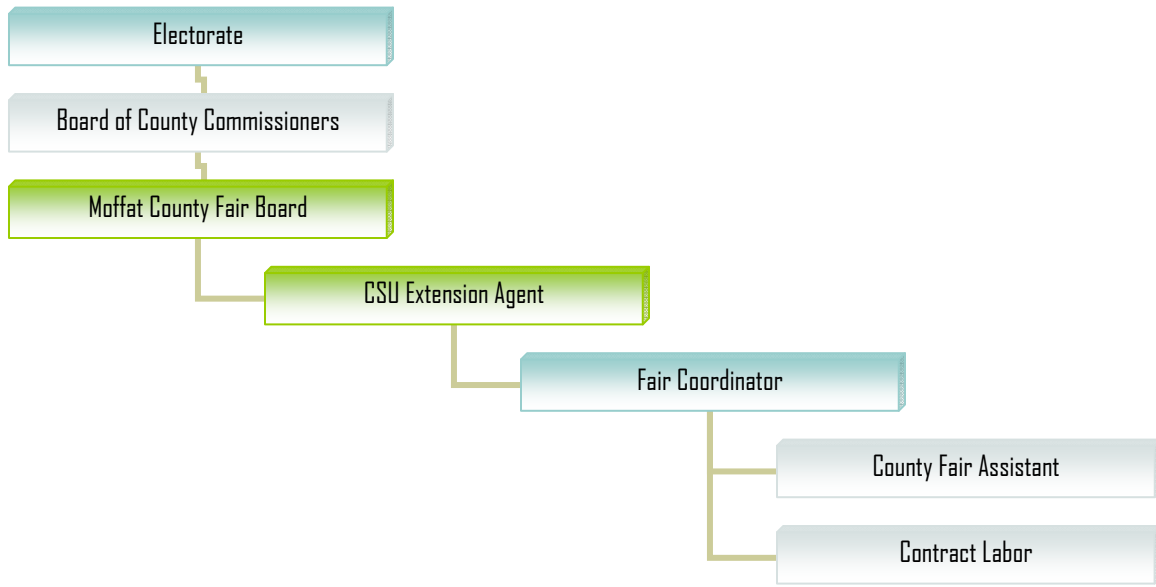 Electorate
Board of County Commissioners
Moffat County Fair Board
CSU Extension Agent
Fair Coordinator
County Fair Assistant
Contract Labor